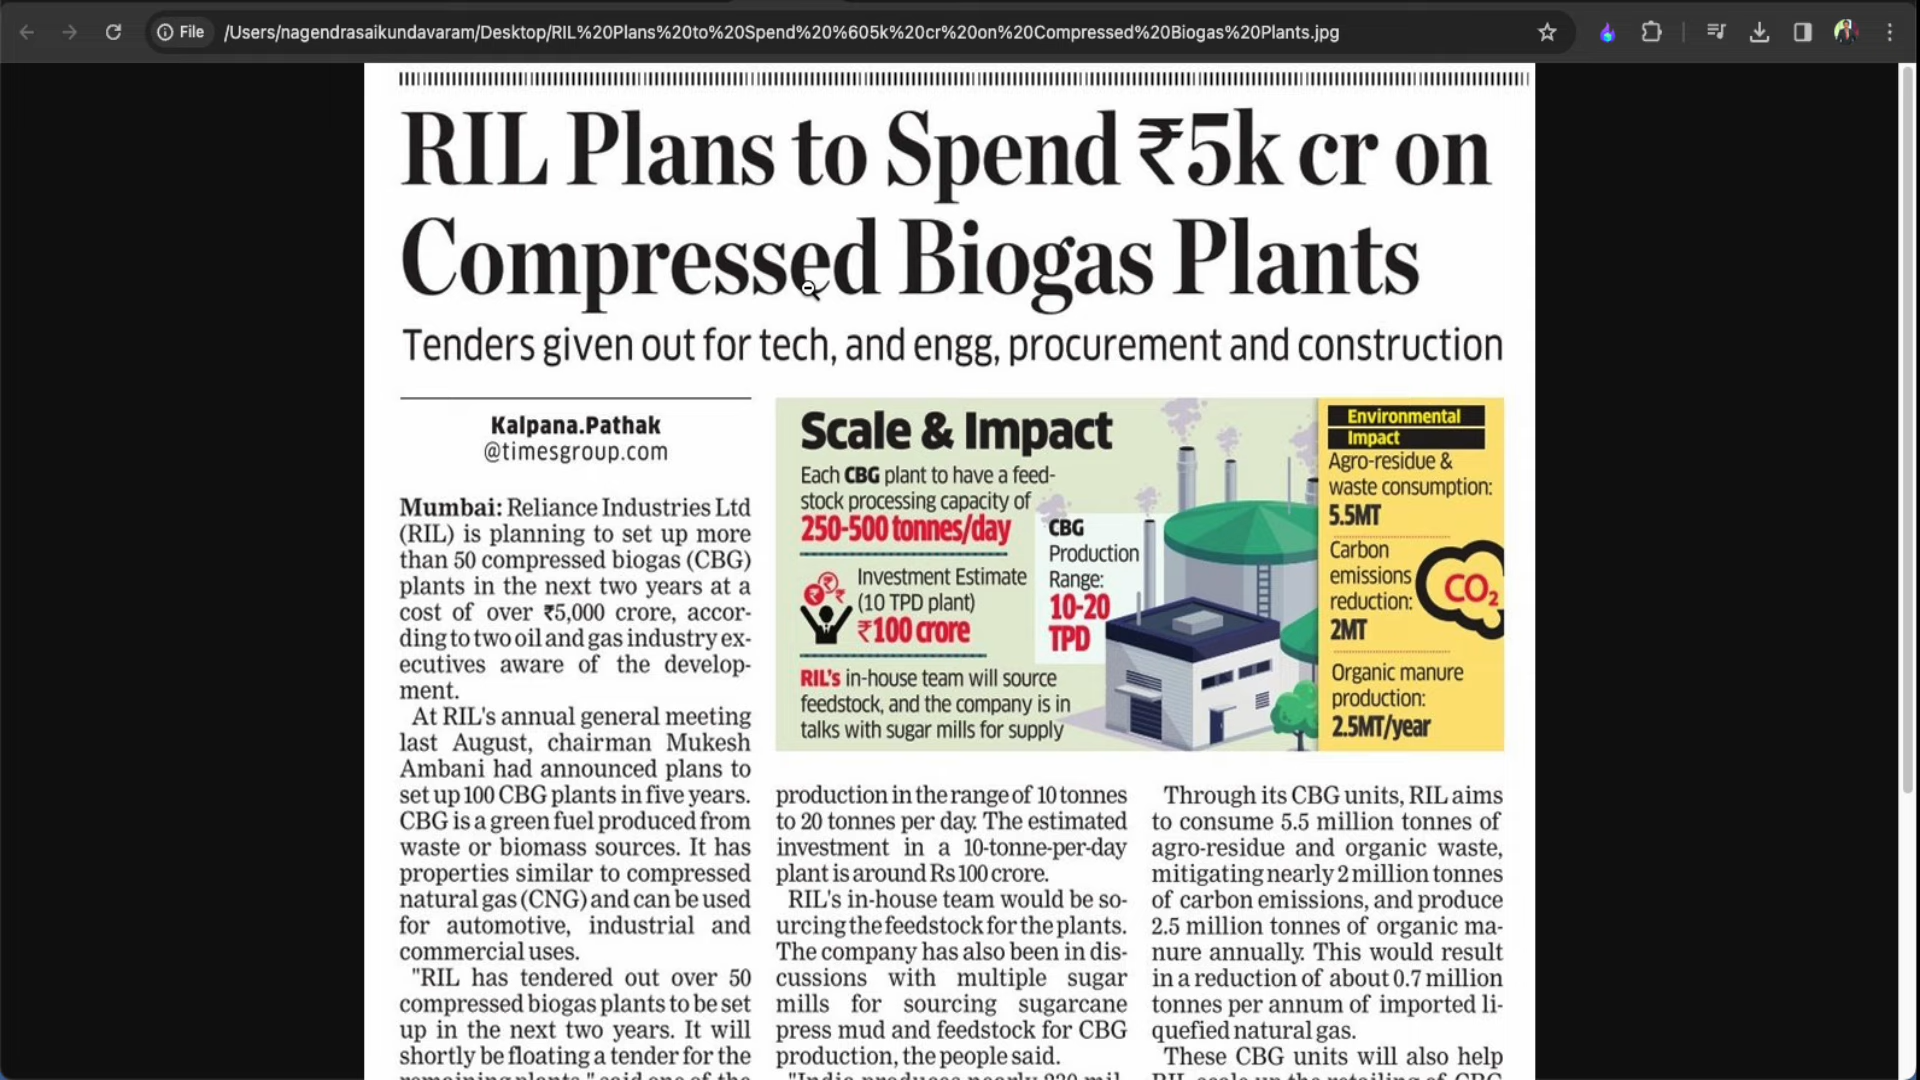 File
/Users/nagendrasaikundavaram/Desktop/RIL%20Plans%20to%20Spend%20%605k%20cr%20on%20Compressed%20Biogas%20Plants.jpg
RIL Plans to Spend ₹5k cr on
Compressed Biogas Plants
Tenders given out for tech, and engg, procurement and construction
Kalpana.Pathak
@timesgroup.com
Mumbai: Reliance Industries Ltd
(RIL) is planning to set up more
than 50 compressed biogas (CBG)
plants in the next two years at a
cost of over ₹5,000 crore, accor-
ding to two oil and gas industry ex-
ecutives aware of the develop-
ment.
At RIL's annual general meeting
last August, chairman Mukesh
Ambani had announced plans to
set up 100 CBG plants in five years.
CBG is a green fuel produced from
waste or biomass sources. It has
properties similar to compressed
natural gas (CNG) and can be used
for automotive, industrial and
commercial uses.
"RIL has tendered out over 50
compressed biogas plants to be set
up in the next two years. It will
shortly be floating a tender for the
remaining plants," said one of the
Scale & Impact
Each CBG plant to have a feed-
stock processing capacity of
250-500 tonnes/day
Investment Estimate
(10 TPD plant)
₹100 crore
RIL's in-house team will source
feedstock, and the company is in
talks with sugar mills for supply
CBG
Production
Range:
10-20
TPD
Environmental
Impact
Agro-residue &
waste consumption:
5.5MT
Carbon
emissions
reduction:
2MT
CO2
Organic manure
production:
2.5MT/year
production in the range of 10 tonnes
to 20 tonnes per day. The estimated
investment in a 10-tonne-per-day
plant is around Rs 100 crore.
RIL's in-house team would be so-
urcing the feedstock for the plants.
The company has also been in dis-
cussions with multiple sugar
mills for sourcing sugarcane
press mud and feedstock for CBG
production, the people said.
"India produces nearly 230 mil-
Through its CBG units, RIL aims
to consume 5.5 million tonnes of
agro-residue and organic waste,
mitigating nearly 2 million tonnes
of carbon emissions, and produce
2.5 million tonnes of organic ma-
nure annually. This would result
in a reduction of about 0.7 million
tonnes per annum of imported li-
quefied natural gas.
These CBG units will also help
RIL scale up the retailing of CBG